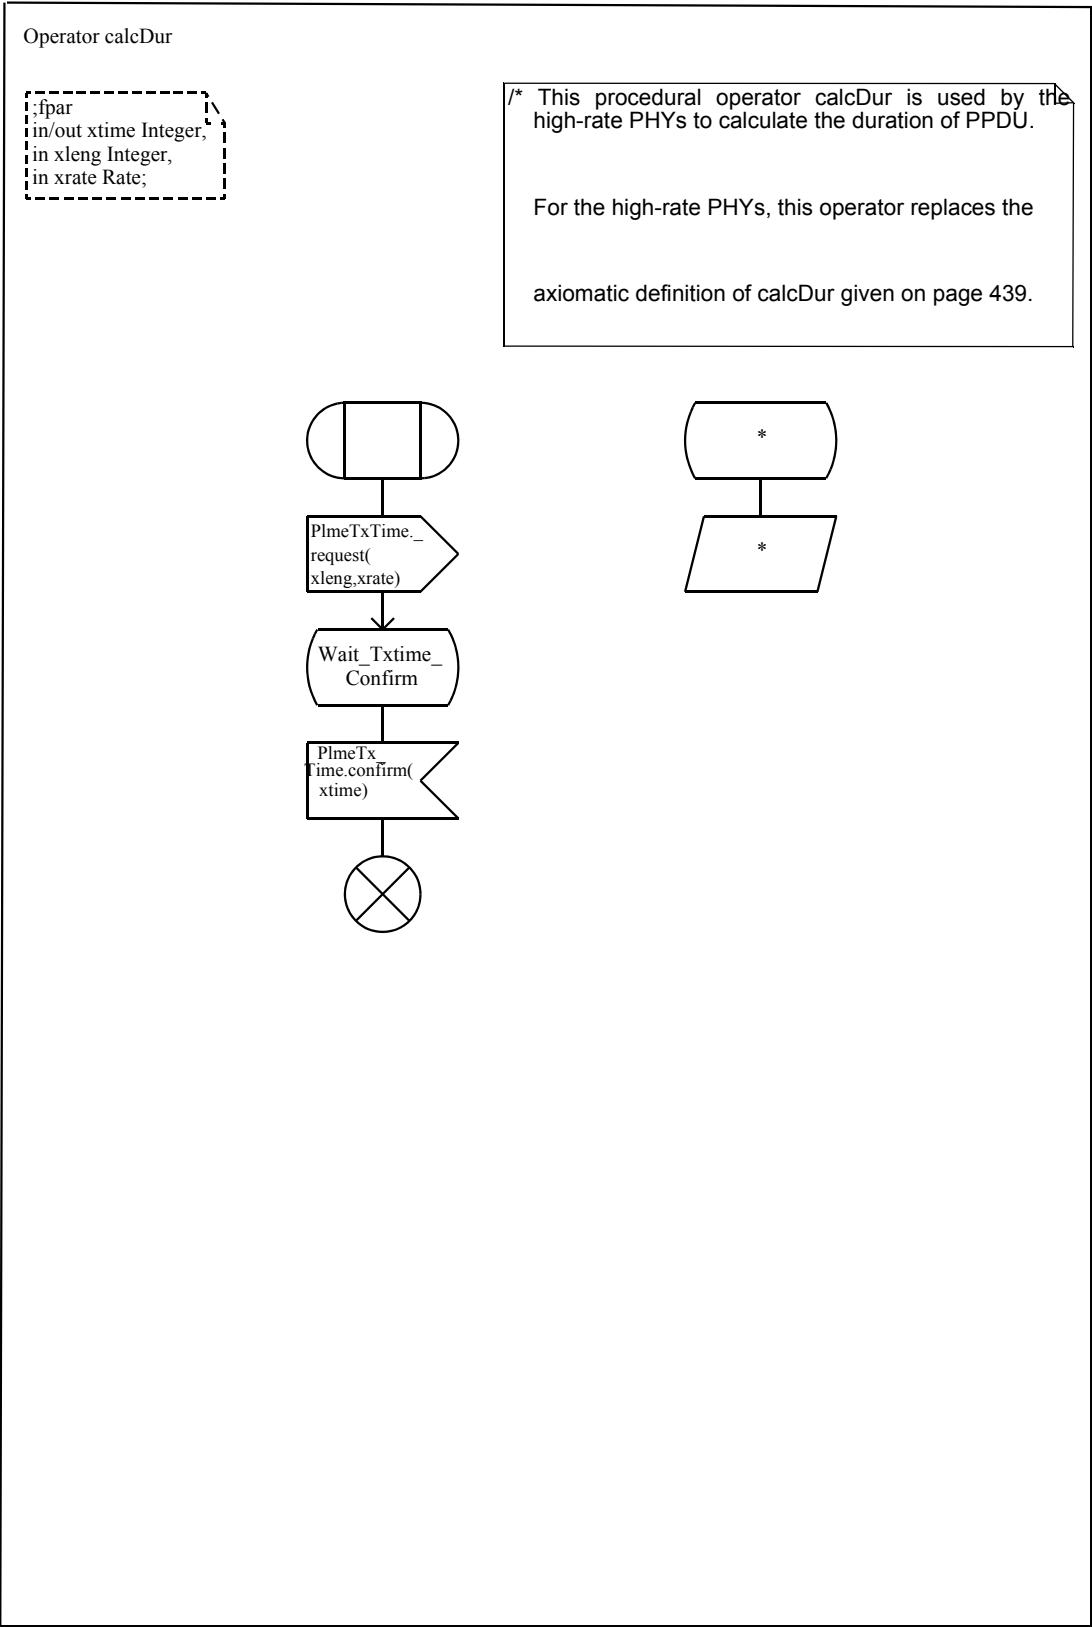 Operator calcDur
;fpar
in/out xtime Integer,
in xleng Integer,
in xrate Rate;
/* This procedural operator calcDur is used by the
high-rate PHYs to calculate the duration of PPDU.
For the high-rate PHYs, this operator replaces the
axiomatic definition of calcDur given on page 439.
PlmeTxTime._
request(
xleng,xrate)
Wait_Txtime_
Confirm
PlmeTx_
Time.confirm(
xtime)
*
*